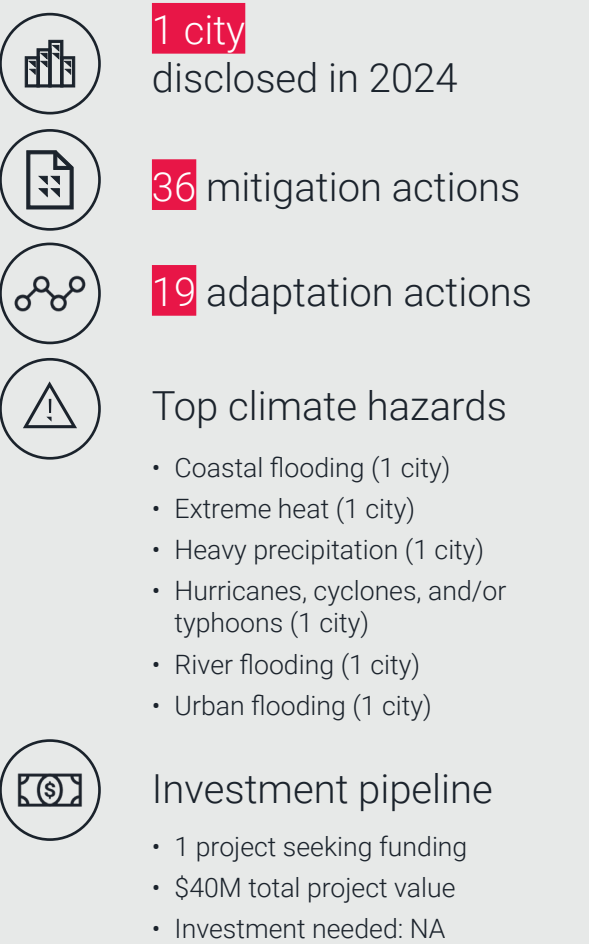 1 city
disclosed in 2024
36 mitigation actions
19 adaptation actions
Top climate hazards
• Coastal flooding (1 city)
• Extreme heat (1 city)
• Heavy precipitation (1 city)
• Hurricanes, cyclones, and/or
typhoons (1 city)
• River flooding (1 city)
• Urban flooding (1 city)
Investment pipeline
• 1 project seeking funding
• $40M total project value
• Investment needed: NA